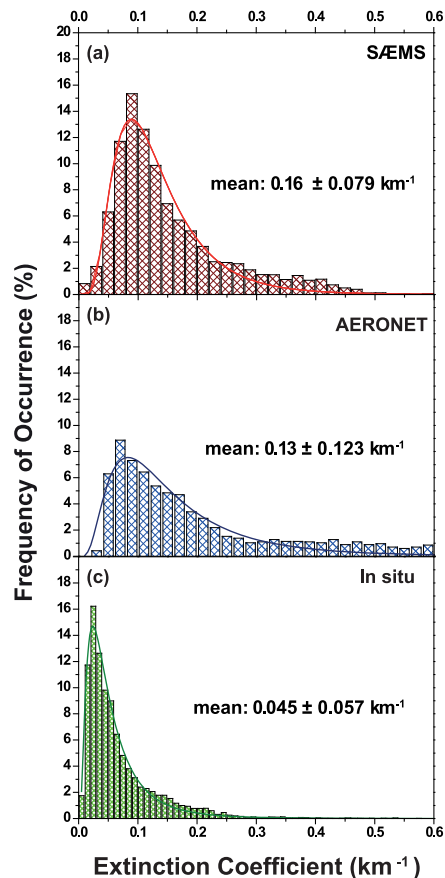 0.0 0.1 0.2 0.3 0.4 0.5 0.6
20
18
16
14
12
10
8
6
4
2
0
(a)
SÆMS
mean: 0.16 ± 0.079 km-1
18
16
14
12
10
8
6
4
2
0
(b)
AERONET
mean: 0.13 ± 0.123 km-1
18
16
14
12
10
8
6
4
2
0
(c)
In situ
mean: 0.045 ± 0.057 km-1
0.0 0.1 0.2 0.3 0.4 0.5 0.6
Frequency of Occurrence (%)
Extinction Coefficient (km-1)